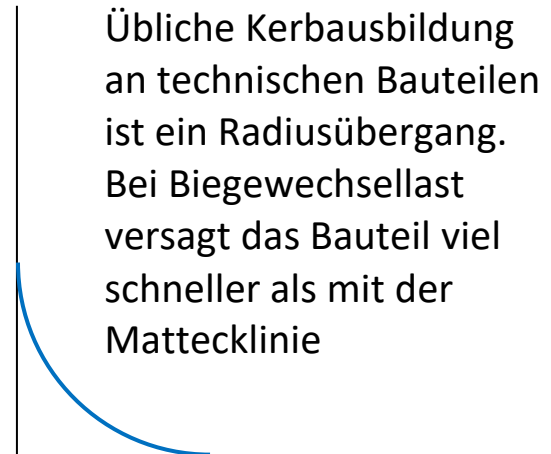 Übliche Kerbausbildung
an technischen Bauteilen
ist ein Radiusübergang.
Bei Biegewechsellast
versagt das Bauteil viel
schneller als mit der
Mattecklinie